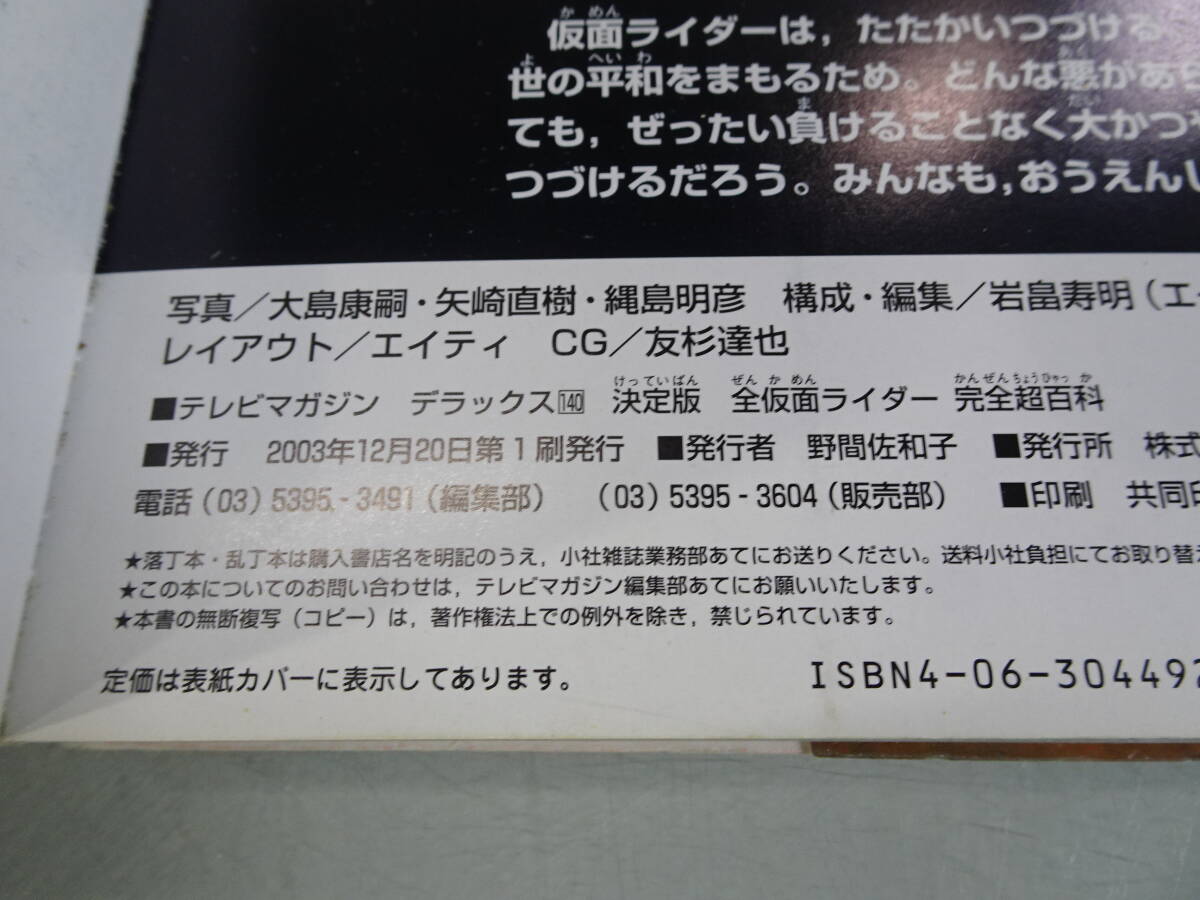 仮面ライダーは，たたかいつづける
世の平和をまもるため。どんな悪があら
ても，ぜったい負けることなく大かつ
つづけるだろう。みんなも，おうえんし
写真／大島康嗣・矢崎直樹・縄島明彦　構成・編集／岩畠寿明（エ
レイアウト／エイティ　CG／友杉達也
■テレビマガジン　デラックス140　決定版　全仮面ライダー 完全超百科
■発行　2003年12月20日第1刷発行　■発行者　野間佐和子　■発行所　株式
電話（03）5395-3491（編集部）　（03）5395-3604（販売部）　■印刷　共同印
★落丁本・乱丁本は購入書店名を明記のうえ，小社雑誌業務部あてにお送りください。送料小社負担にてお取り替え
★この本についてのお問い合わせは，テレビマガジン編集部あてにお願いいたします。
★本書の無断複写（コピー）は，著作権法上での例外を除き，禁じられています。
定価は表紙カバーに表示してあります。　ISBN4-06-304492